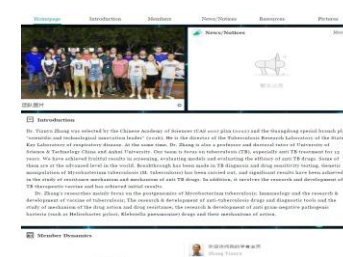 Homepage Introduction Members News/Notices Resources Pictures
News/Notices
团队图片
Introduction
Dr. Tianyu Zhang was selected by the Chinese Academy of Sciences (CAS 100) plan (2010) and the Guangdong special branch plan
"scientific and technological innovation leader" (2016). He is the director of the Tuberculosis Research Laboratory of the State
Key Laboratory of respiratory disease. At the same time, Dr. Zhang is also a professor and doctoral tutor of University of
Science & Technology China and Anhui University. Our team is focus on tuberculosis (TB), especially anti TB treatment for 13
years. We have achieved fruitful results in screening, evaluating models and evaluating the efficacy of anti TB drugs. Some of
them are at the advanced level in the world. Breakthrough has been made in TB diagnosis and drug sensitivity testing. Genetic
manipulation of Mycobacterium tuberculosis (M. tuberculosis) has been carried out, and significant results have been achieved
in the study of resistance mechanism and mechanism of anti TB drugs. In addition, it involves the research and development of
TB therapeutic vaccine and has achieved initial results.
Dr. Zhang's researches mainly focus on the postgenomics of Mycobacterium tuberculosis; Immunology and the research &
development of vaccine of tuberculosis; The research & development of anti-tuberculosis drugs and diagnostic tools and the
study of mechanism of the drug action and drug resistance; the research & development of anti gram-negative pathogenic
bacteria (such as Helicobacter pylori, Klebsiella pneumoniae) drugs and their mechanisms of action.
Member Dynamics